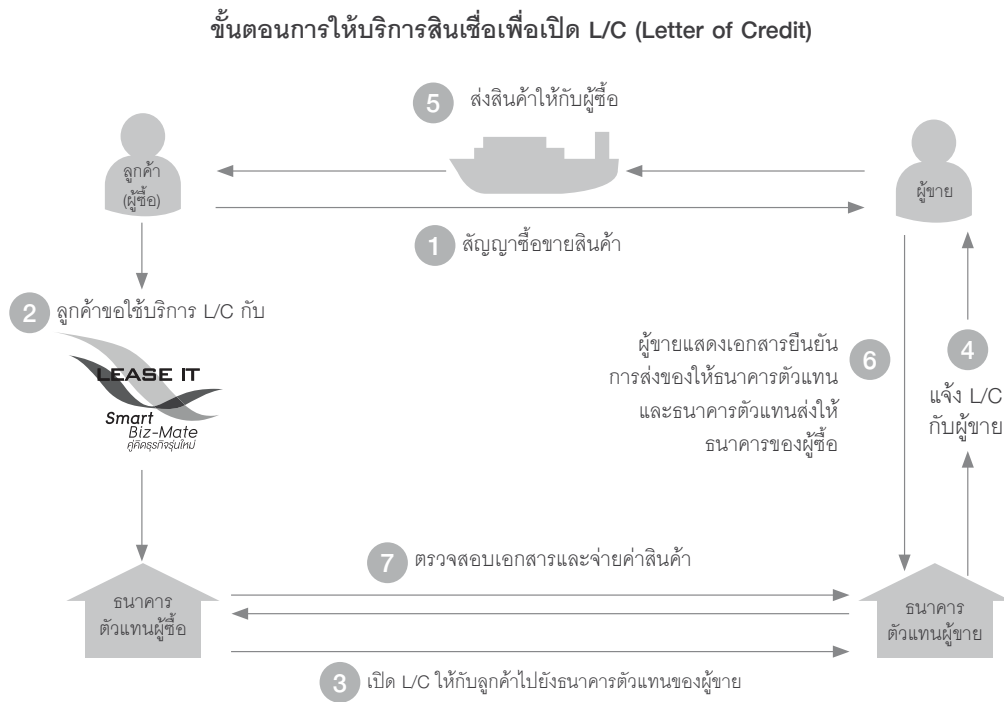 ขั้นตอนการให้บริการสินเชื่อเพื่อเปิด L/C (Letter of Credit)
5 ส่งสินค้าให้กับผู้ซื้อ
ลูกค้า
(ผู้ซื้อ)
ผู้ขาย
1 สัญญาซื้อขายสินค้า
2 ลูกค้าขอใช้บริการ L/C กับ
LEASE IT
Smart
Biz-Mate
คู่คิดธุรกิจรุ่นใหม่
ผู้ขายแสดงเอกสารยืนยัน
การส่งของให้ธนาคารตัวแทน
และธนาคารตัวแทนส่งให้
ธนาคารของผู้ซื้อ
6
4
แจ้ง L/C
กับผู้ขาย
7 ตรวจสอบเอกสารและจ่ายค่าสินค้า
ธนาคาร
ตัวแทนผู้ซื้อ
ธนาคาร
ตัวแทนผู้ขาย
3 เปิด L/C ให้กับลูกค้าไปยังธนาคารตัวแทนของผู้ขาย